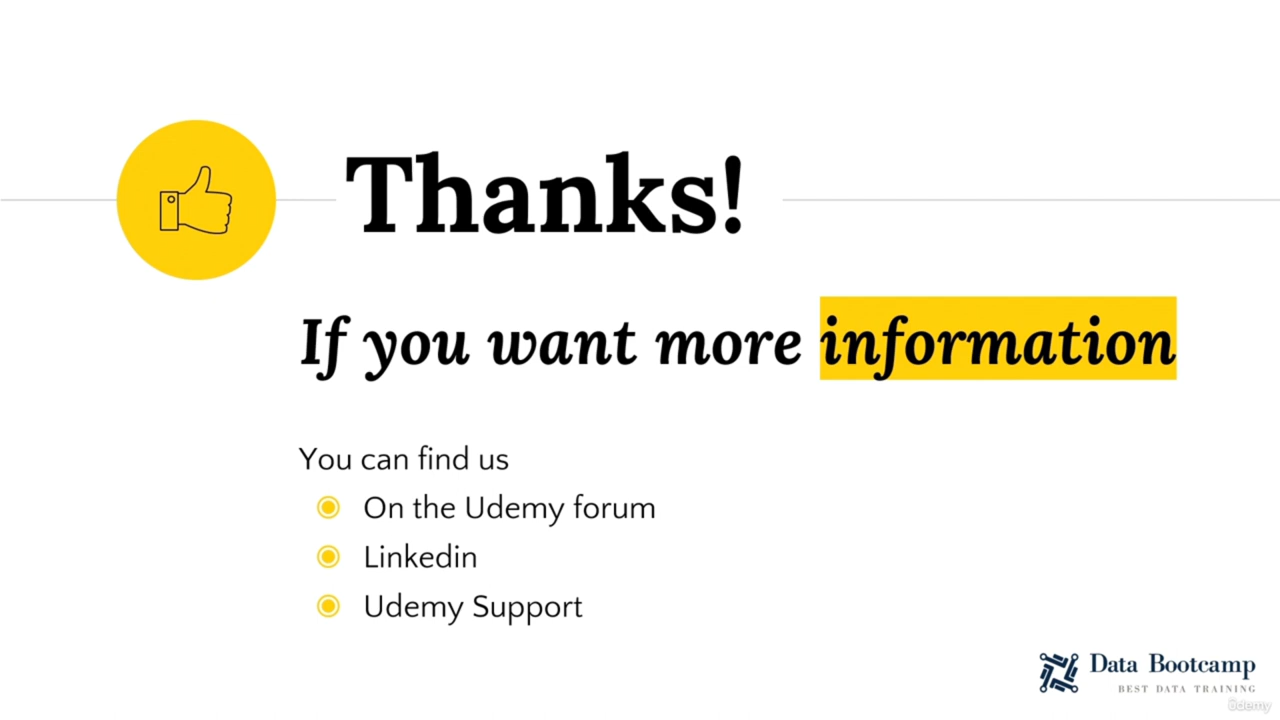 Thanks!
If you want more information
You can find us
On the Udemy forum
Linkedin
Udemy Support
Data Bootcamp
BEST DATA TRAINING
ûdemy